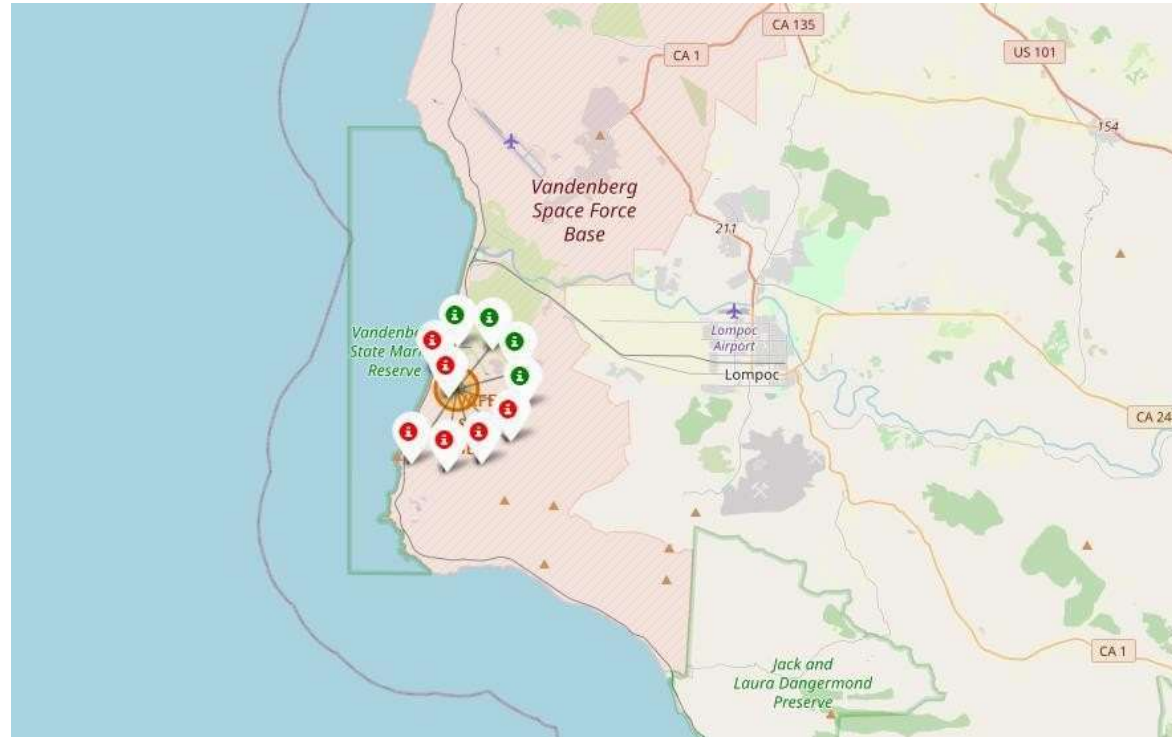 CA 135
CA 1
US 101
154
Vandenberg
Space Force
Base
211
State
Reserve
Lompoc
Airport
Lompoc
CA 24
CA 1
Jack and
Laura Dangermond
Preserve